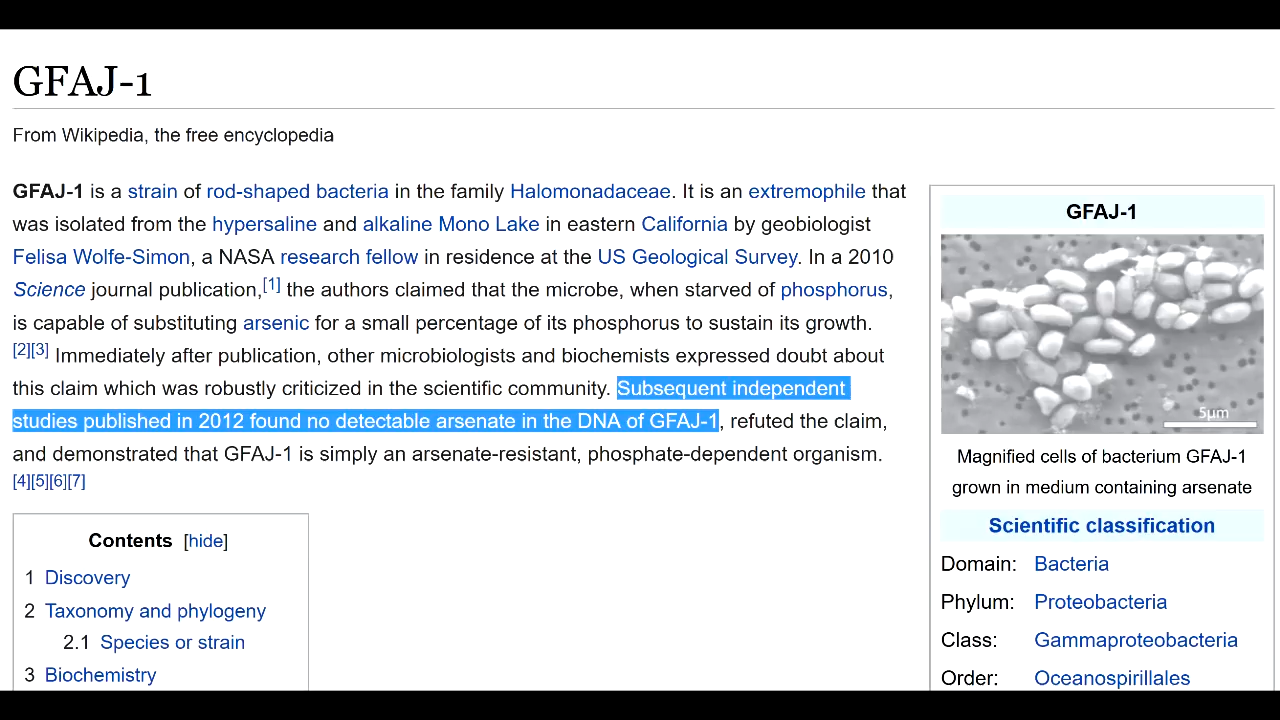 GFAJ-1
From Wikipedia, the free encyclopedia
GFAJ-1 is a strain of rod-shaped bacteria in the family Halomonadaceae. It is an extremophile that
was isolated from the hypersaline and alkaline Mono Lake in eastern California by geobiologist
Felisa Wolfe-Simon, a NASA research fellow in residence at the US Geological Survey. In a 2010
Science journal publication,[1] the authors claimed that the microbe, when starved of phosphorus,
is capable of substituting arsenic for a small percentage of its phosphorus to sustain its growth.
[2][3] Immediately after publication, other microbiologists and biochemists expressed doubt about
this claim which was robustly criticized in the scientific community. Subsequent independent
studies published in 2012 found no detectable arsenate in the DNA of GFAJ-1, refuted the claim,
and demonstrated that GFAJ-1 is simply an arsenate-resistant, phosphate-dependent organism.
[4][5][6][7]
Contents [hide]
1 Discovery
2 Taxonomy and phylogeny
2.1 Species or strain
3 Biochemistry
GFAJ-1
5μm
Magnified cells of bacterium GFAJ-1
grown in medium containing arsenate
Scientific classification
Domain: Bacteria
Phylum: Proteobacteria
Class: Gammaproteobacteria
Order: Oceanospirillales